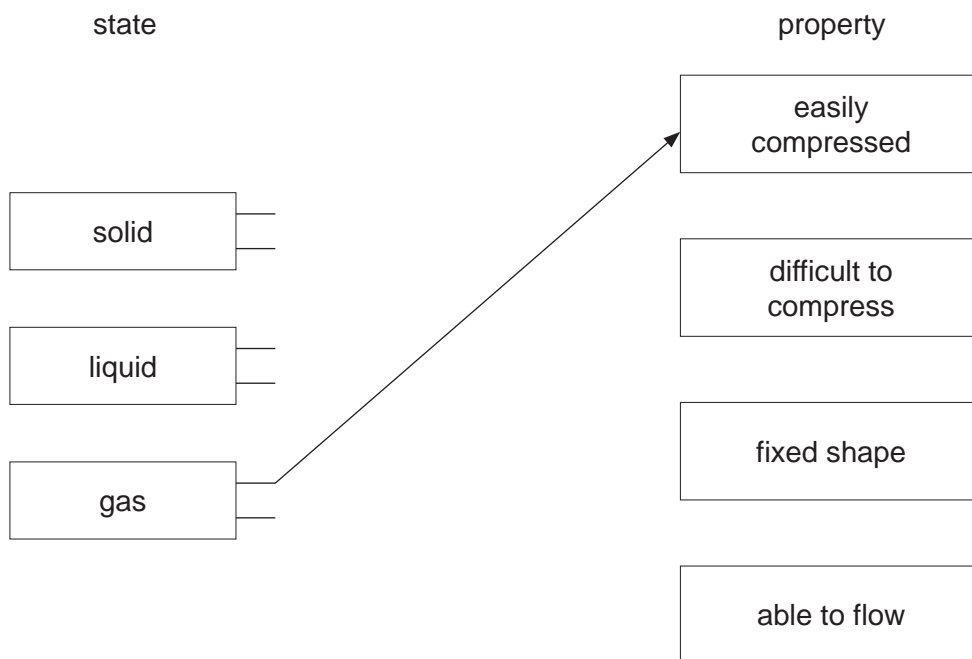 state
property
easily
compressed
solid
difficult to
compress
liquid
fixed shape
gas
able to flow